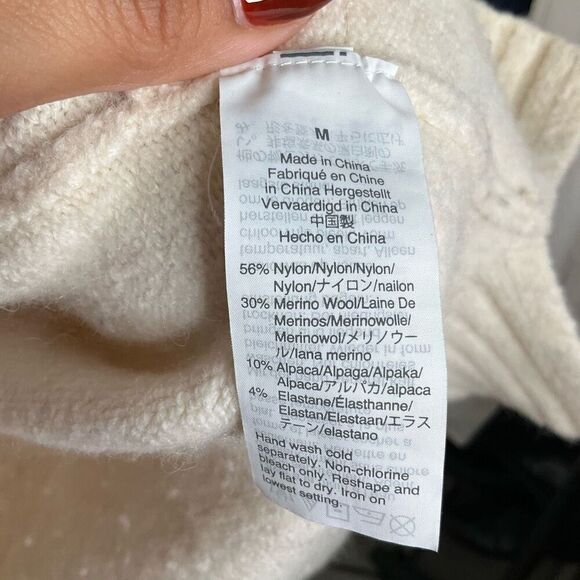 M
Made in China
Fabriqué en Chine
in China Hergestellt
Vervaardigd in China
中国製
Hecho en China
56% Nylon/Nylon/Nylon/
Nylon/ナイロン/nailon
30% Merino Wool/Laine De
Merinos/Merinowolle/
Merinowol/メリノウー
ル/lana merino
10% Alpaca/Alpaga/Alpaka/
Alpaca/アルパカ/alpaca
4% Elastane/Élasthanne/
Elastan/Elastaan/エラス
テーン/elastano
Hand wash cold
separately. Non-chlorine
bleach only. Reshape and
lay flat to dry. Iron on
lowest setting.